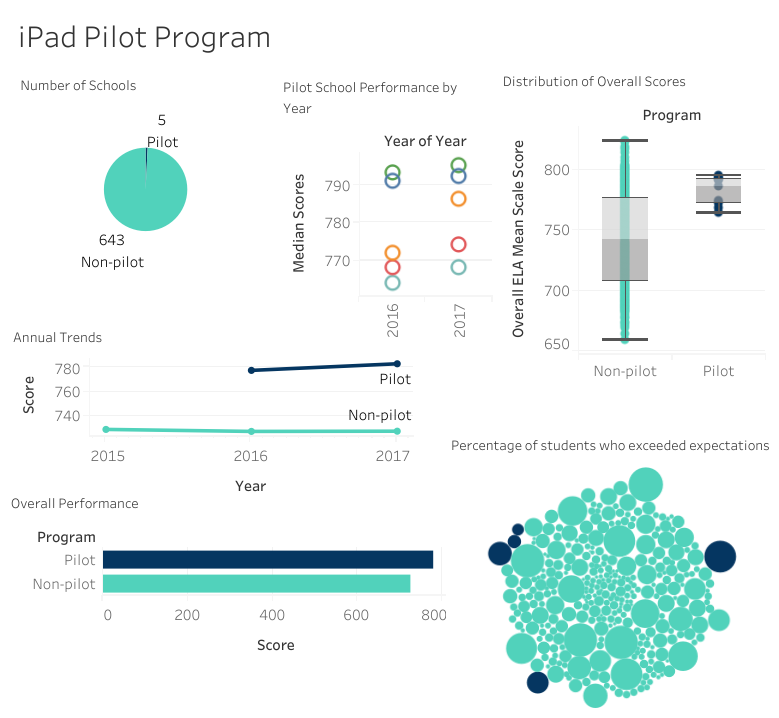 iPad Pilot Program
Number of Schools
5
Pilot
643
Non-pilot
Pilot School Performance by
Year
Year of Year
Median Scores
790
780
770
2016
2017
Distribution of Overall Scores
Program
Overall ELA Mean Scale Score
800
750
700
650
Non-pilot
Pilot
Annual Trends
Score
780
760
740
Pilot
Non-pilot
2015
2016
2017
Year
Overall Performance
Program
Pilot
Non-pilot
0
200
400
600
800
Score
Percentage of students who exceeded expectations